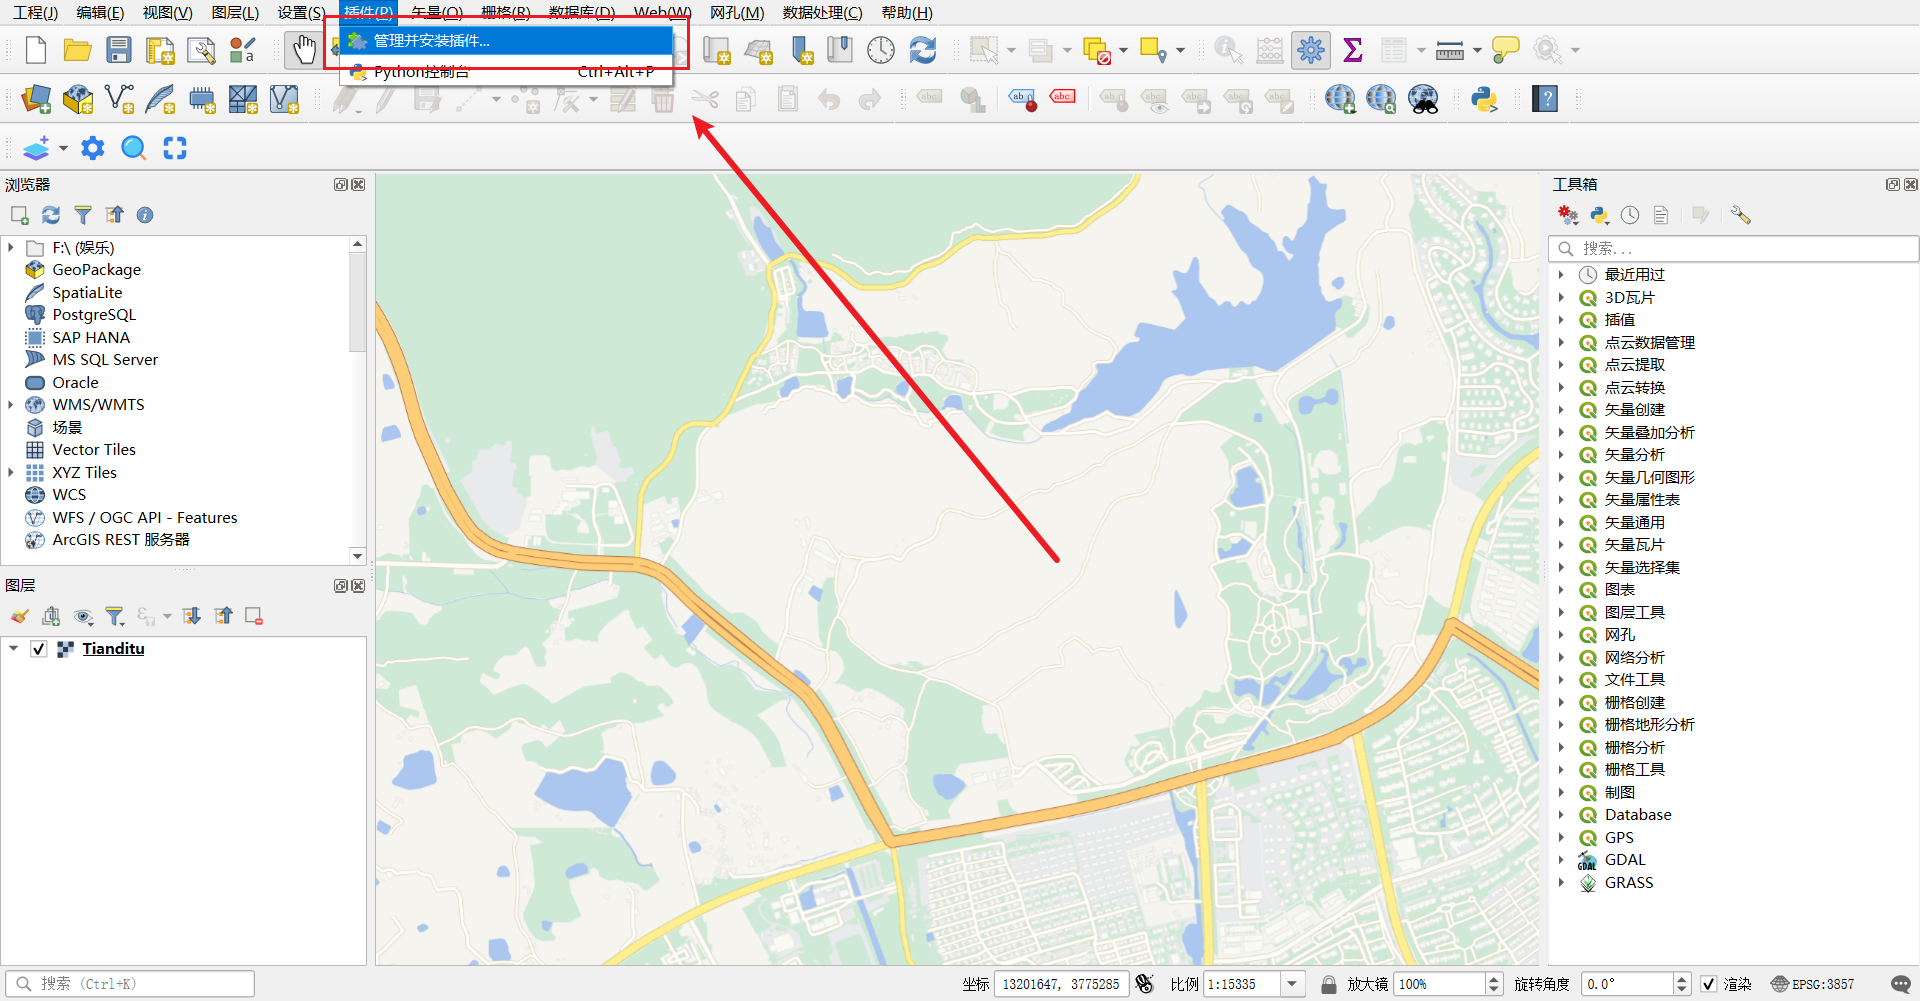 工程(J) 编辑(E) 视图(V) 图层(L) 设置(S) 插件(P) 矢量(O) 栅格(R) 数据库(D) Web(W) 网孔(M) 数据处理(C) 帮助(H)
管理并安装插件...
Python控制台 Ctrl+Alt+P
浏览器
F:\ (娱乐)
GeoPackage
SpatiaLite
PostgreSQL
SAP HANA
MS SQL Server
Oracle
WMS/WMTS
场景
Vector Tiles
XYZ Tiles
WCS
WFS / OGC API - Features
ArcGIS REST 服务器
图层
Tianditu
工具箱
搜索...
最近用过
3D瓦片
插值
点云数据管理
点云提取
点云转换
矢量创建
矢量叠加分析
矢量分析
矢量几何图形
矢量属性表
矢量通用
矢量瓦片
矢量选择集
图表
图层工具
网孔
网络分析
文件工具
栅格创建
栅格地形分析
栅格分析
栅格工具
制图
Database
GPS
GDAL
GRASS
搜索 (Ctrl+K)
坐标 13201647, 3775285 比例 1:15335 放大镜 100% 旋转角度 0.0° 渲染 EPSG:3857